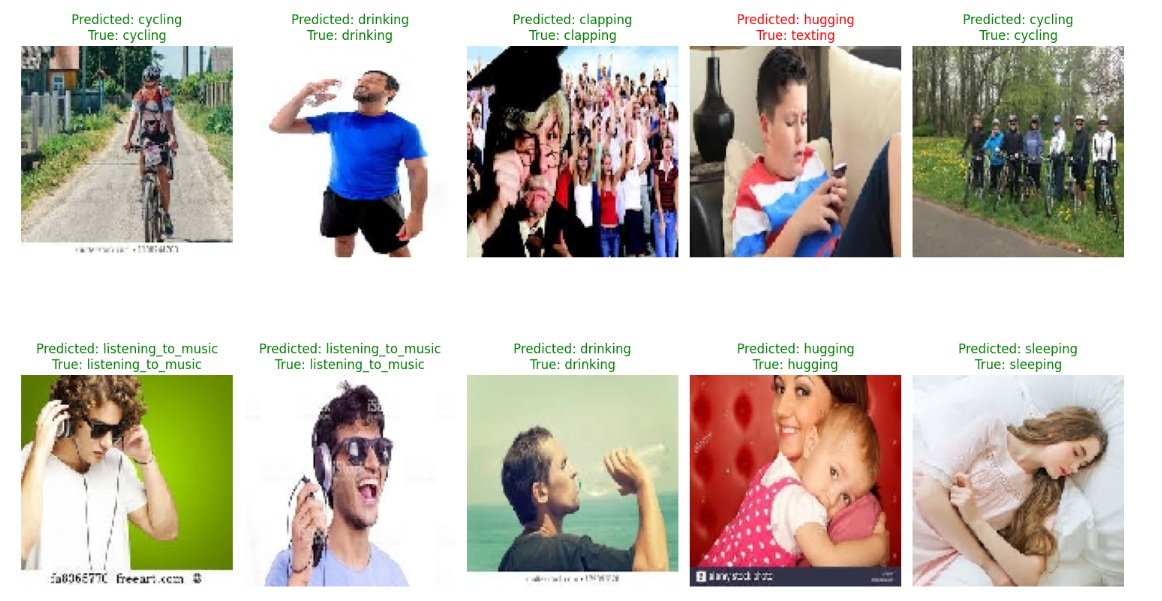 Predicted: cycling
True: cycling
Predicted: drinking
True: drinking
Predicted: clapping
True: clapping
Predicted: hugging
True: texting
Predicted: cycling
True: cycling
Predicted: listening_to_music
True: listening_to_music
Predicted: listening_to_music
True: listening_to_music
Predicted: drinking
True: drinking
Predicted: hugging
True: hugging
Predicted: sleeping
True: sleeping
freeart.com
alamy stock photo